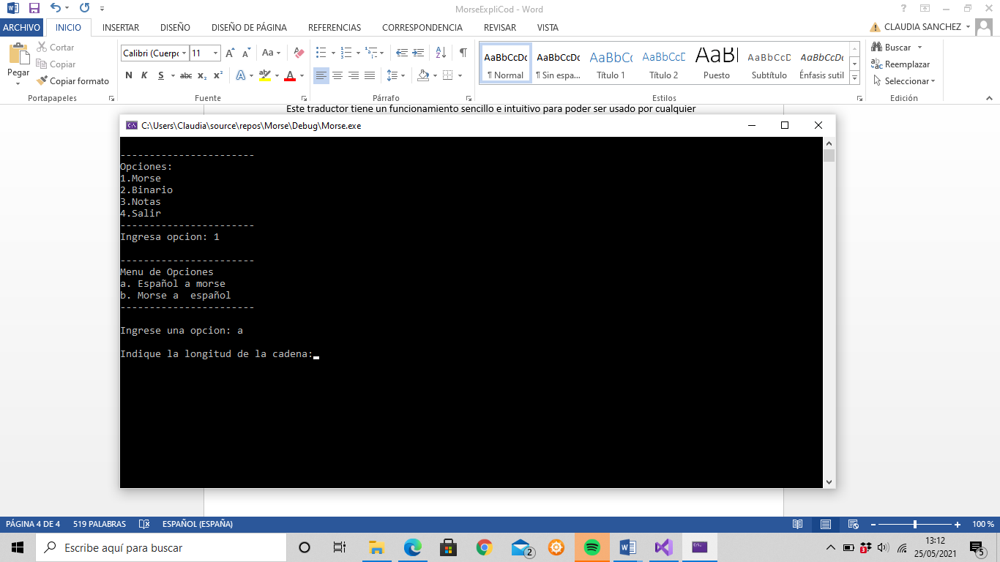 MorseExpliCod - Word
ARCHIVO INICIO INSERTAR DISEÑO DISEÑO DE PÁGINA REFERENCIAS CORRESPONDENCIA REVISAR VISTA CLAUDIA SANCHEZ
Pegar
Cortar
Copiar
Copiar formato
Portapapeles
Calibri (Cuerpo 11
N K S abc x₂ x²
Fuente
Párrafo
AaBbCcDc AaBbCcDc AaBbCc AaBbCcD AaBl AaBbCcD AaBbCcDc
¶ Normal ¶ Sin espa... Título 1 Título 2 Puesto Subtítulo Énfasis sutil
Estilos
Buscar
Reemplazar
Seleccionar
Edición
Este traductor tiene un funcionamiento sencillo e intuitivo para poder ser usado por cualquier
C:\Users\Claudia\source\repos\Morse\Debug\Morse.exe
-----------------------
Opciones:
1.Morse
2.Binario
3.Notas
4.Salir
-----------------------
Ingresa opcion: 1
-----------------------
Menu de Opciones
a. Español a morse
b. Morse a  español
-----------------------
Ingrese una opcion: a
Indique la longitud de la cadena:
PÁGINA 4 DE 4 519 PALABRAS ESPAÑOL (ESPAÑA) 100 %
Escribe aquí para buscar
2
3
13:12
25/05/2021
5